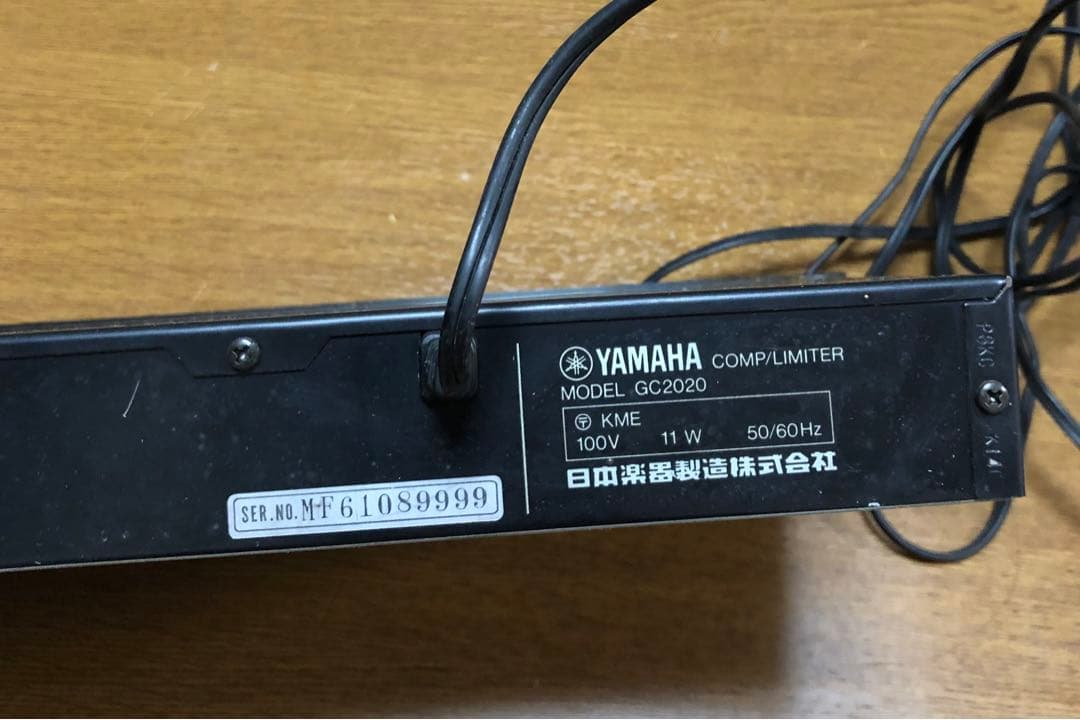 YAMAHA COMP/LIMITER
MODEL GC2020
〒 KME
100V 11W 50/60Hz
日本楽器製造株式会社
SER.NO. MF61089999